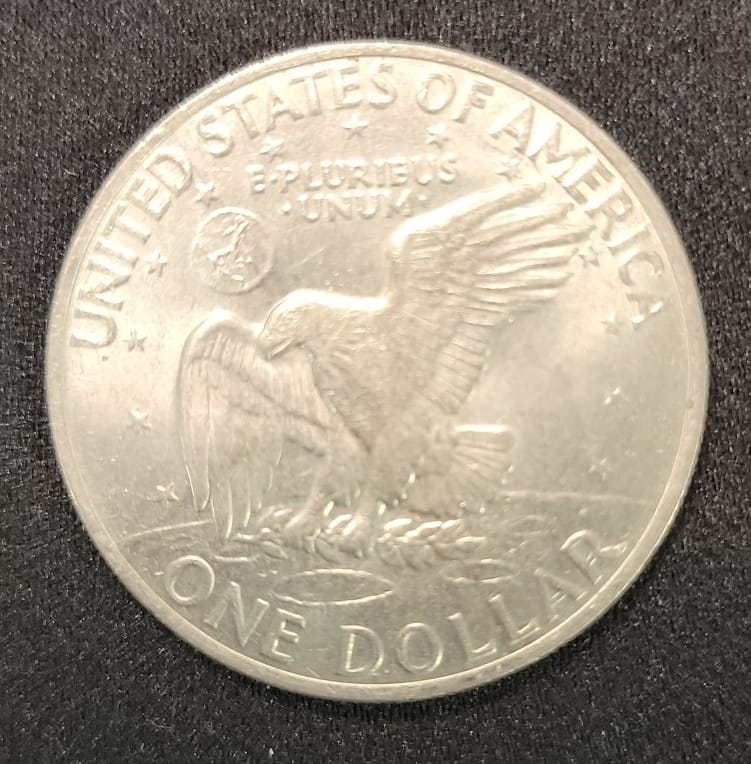 UNITED STATES OF AMERICA
E·PLURIBUS
·UNUM·
ONE DOLLAR